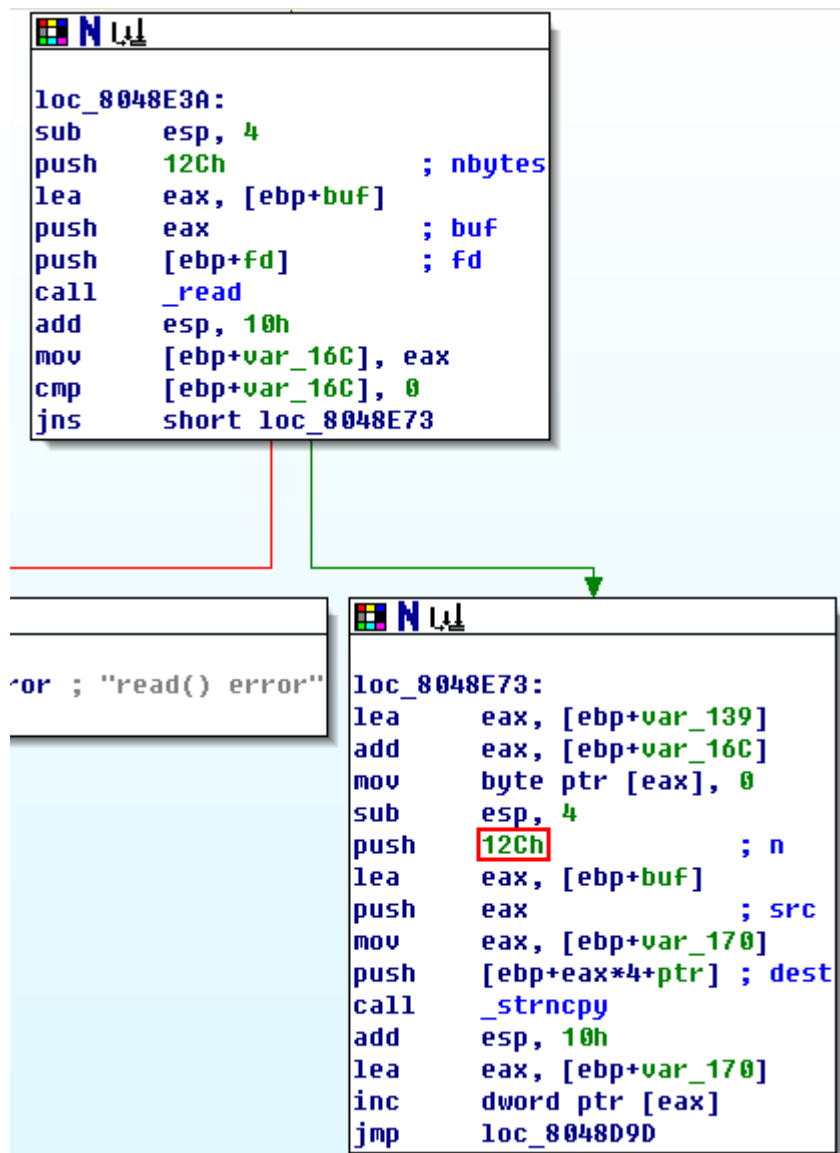 N
loc_8048E3A:
sub esp, 4
push 12Ch ; nbytes
lea eax, [ebp+buf]
push eax ; buf
push [ebp+fd] ; fd
call _read
add esp, 10h
mov [ebp+var_16C], eax
cmp [ebp+var_16C], 0
jns short loc_8048E73
ror ; "read() error"
N
loc_8048E73:
lea eax, [ebp+var_139]
add eax, [ebp+var_16C]
mov byte ptr [eax], 0
sub esp, 4
push 12Ch ; n
lea eax, [ebp+buf]
push eax ; src
mov eax, [ebp+var_170]
push [ebp+eax*4+ptr] ; dest
call _strncpy
add esp, 10h
lea eax, [ebp+var_170]
inc dword ptr [eax]
jmp loc_8048D9D